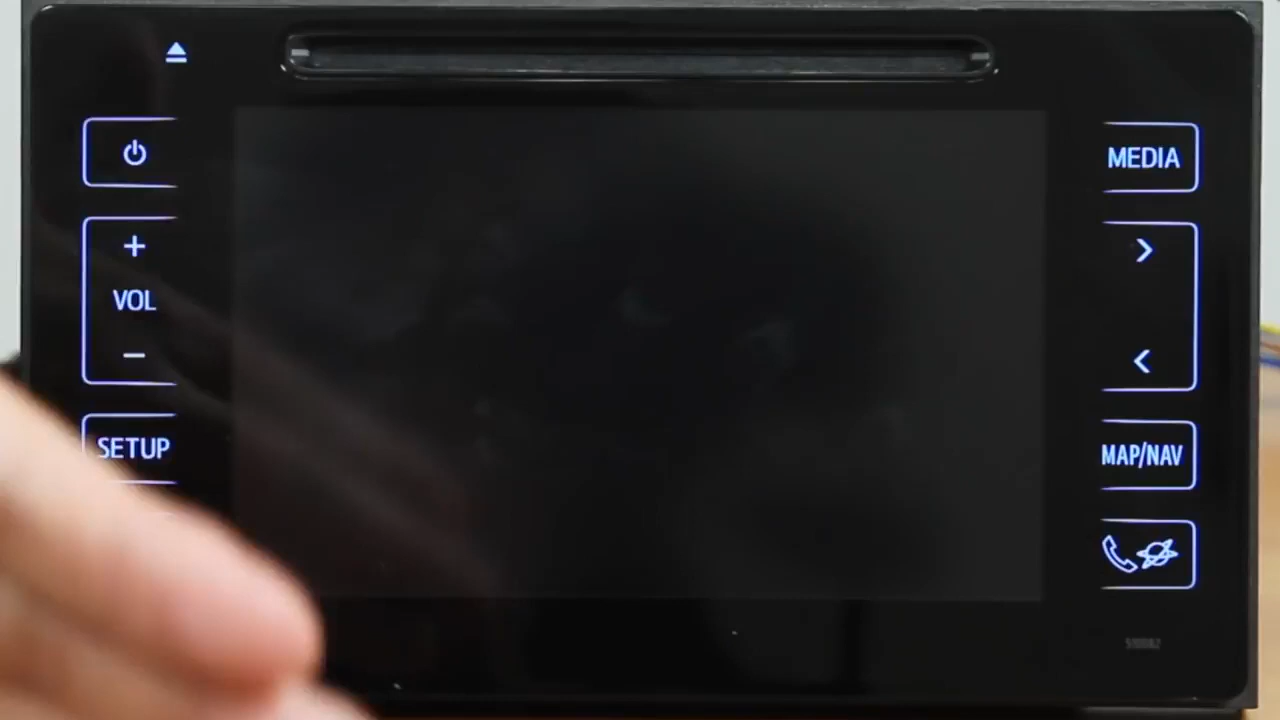 MEDIA
+
VOL
−
SETUP
>
<
MAP/NAV